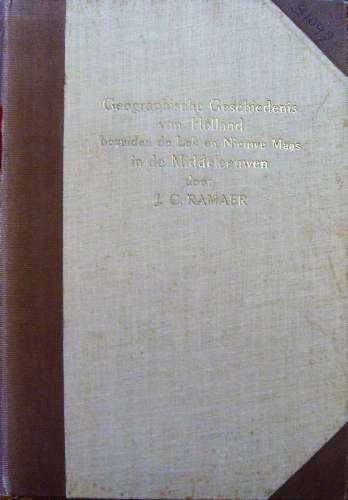 Geographische Geschiedenis
van Holland
bezuiden de Lek en Nieuwe Maas
in de Middeleeuwen
door
J. C. RAMAER